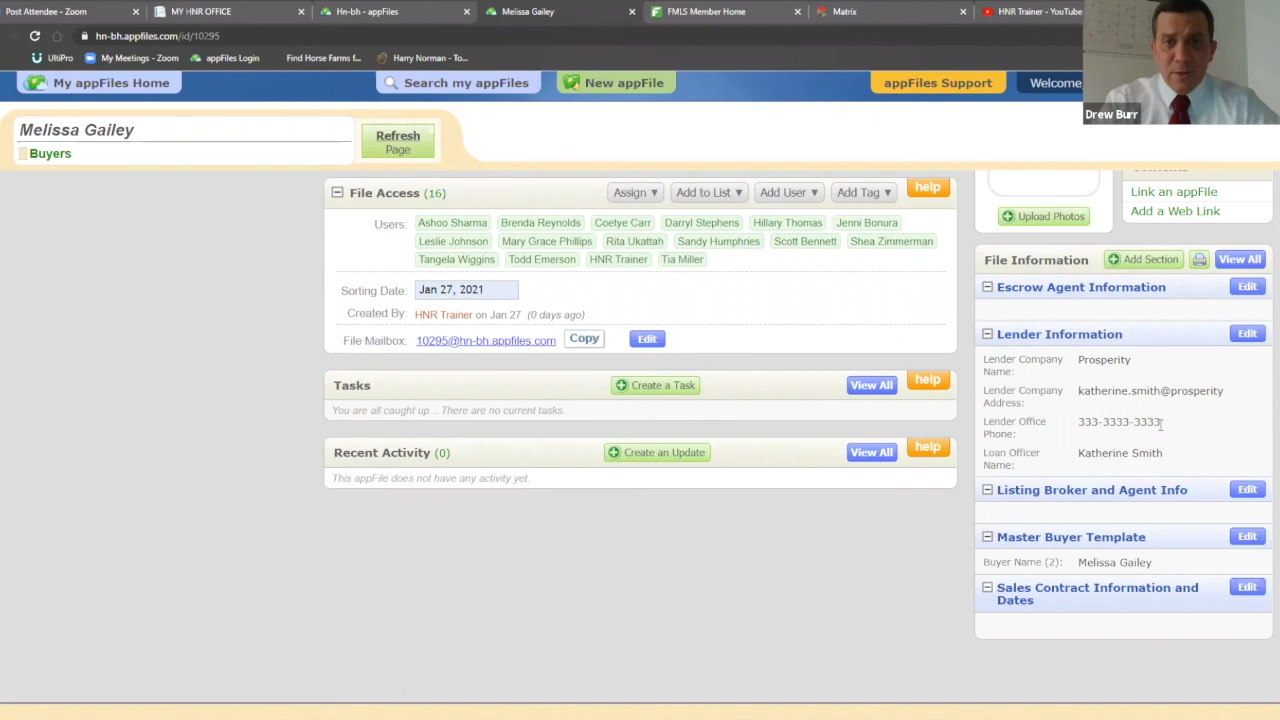 Post Attendee - Zoom
MY HNR OFFICE
Hn-bh - appFiles
Melissa Gailey
FMLS Member Home
Matrix
HNR Trainer - YouTube
hn-bh.appfiles.com/id/10295
UltiPro
My Meetings - Zoom
appFiles Login
Find Horse Farms f...
Harry Norman - To...
My appFiles Home
Search my appFiles
New appFile
appFiles Support
Welcome
Drew Burr
Melissa Gailey
Buyers
Refresh
Page
File Access (16)
Assign ▼
Add to List ▼
Add User ▼
Add Tag ▼
help
Users:
Ashoo Sharma Brenda Reynolds Coetye Carr Darryl Stephens Hillary Thomas Jenni Bonura
Leslie Johnson Mary Grace Phillips Rita Ukattah Sandy Humphries Scott Bennett Shea Zimmerman
Tangela Wiggins Todd Emerson HNR Trainer Tia Miller
Sorting Date: Jan 27, 2021
Created By: HNR Trainer on Jan 27 (0 days ago)
File Mailbox: 10295@hn-bh.appfiles.com Copy Edit
Tasks
Create a Task
View All
help
You are all caught up... There are no current tasks.
Recent Activity (0)
Create an Update
View All
help
This appFile does not have any activity yet.
Upload Photos
Link an appFile
Add a Web Link
File Information
Add Section
View All
Escrow Agent Information
Edit
Lender Information
Edit
Lender Company
Name:
Prosperity
Lender Company
Address:
katherine.smith@prosperity
Lender Office
Phone:
333-3333-3333
Loan Officer
Name:
Katherine Smith
Listing Broker and Agent Info
Edit
Master Buyer Template
Edit
Buyer Name (2): Melissa Gailey
Sales Contract Information and
Dates
Edit